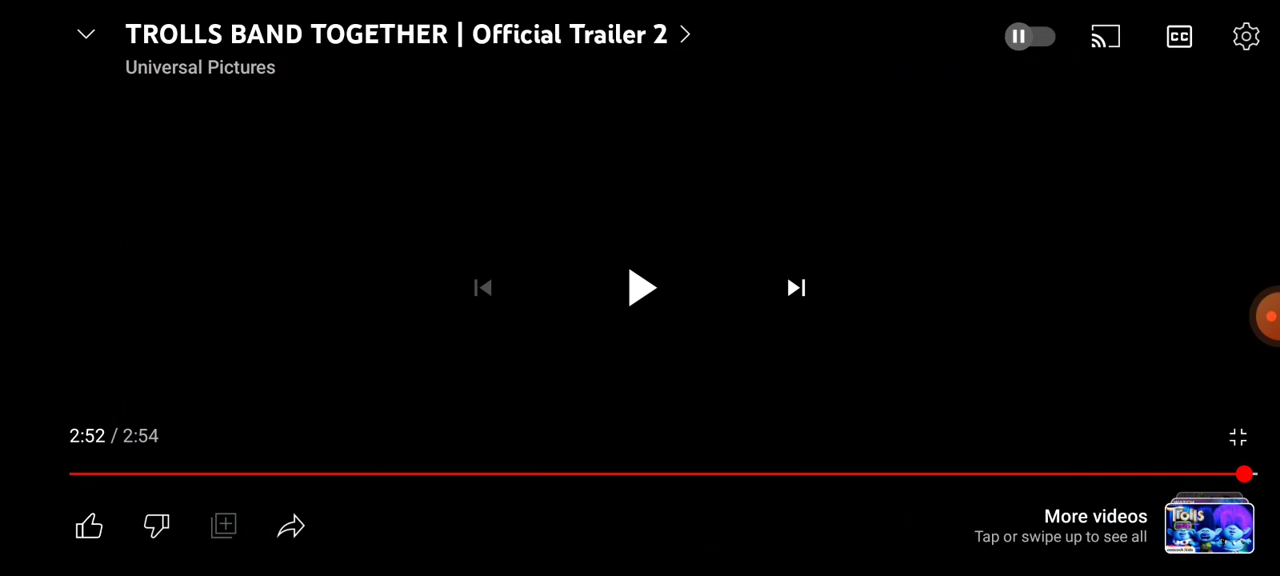 TROLLS BAND TOGETHER | Official Trailer 2
Universal Pictures
CC
2:52 / 2:54
More videos
Tap or swipe up to see all
Trolls